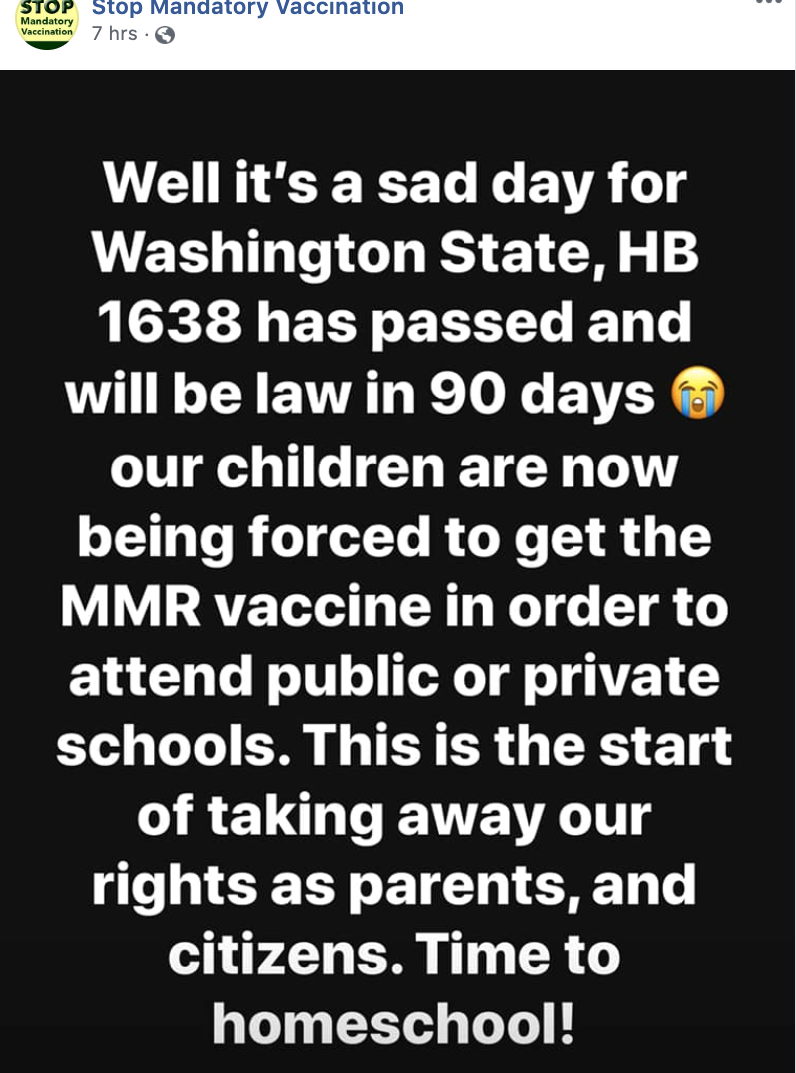 STOP
Mandatory
Vaccination
Stop Mandatory Vaccination
7 hrs ·
Well it's a sad day for
Washington State, HB
1638 has passed and
will be law in 90 days 😭
our children are now
being forced to get the
MMR vaccine in order to
attend public or private
schools. This is the start
of taking away our
rights as parents, and
citizens. Time to
homeschool!